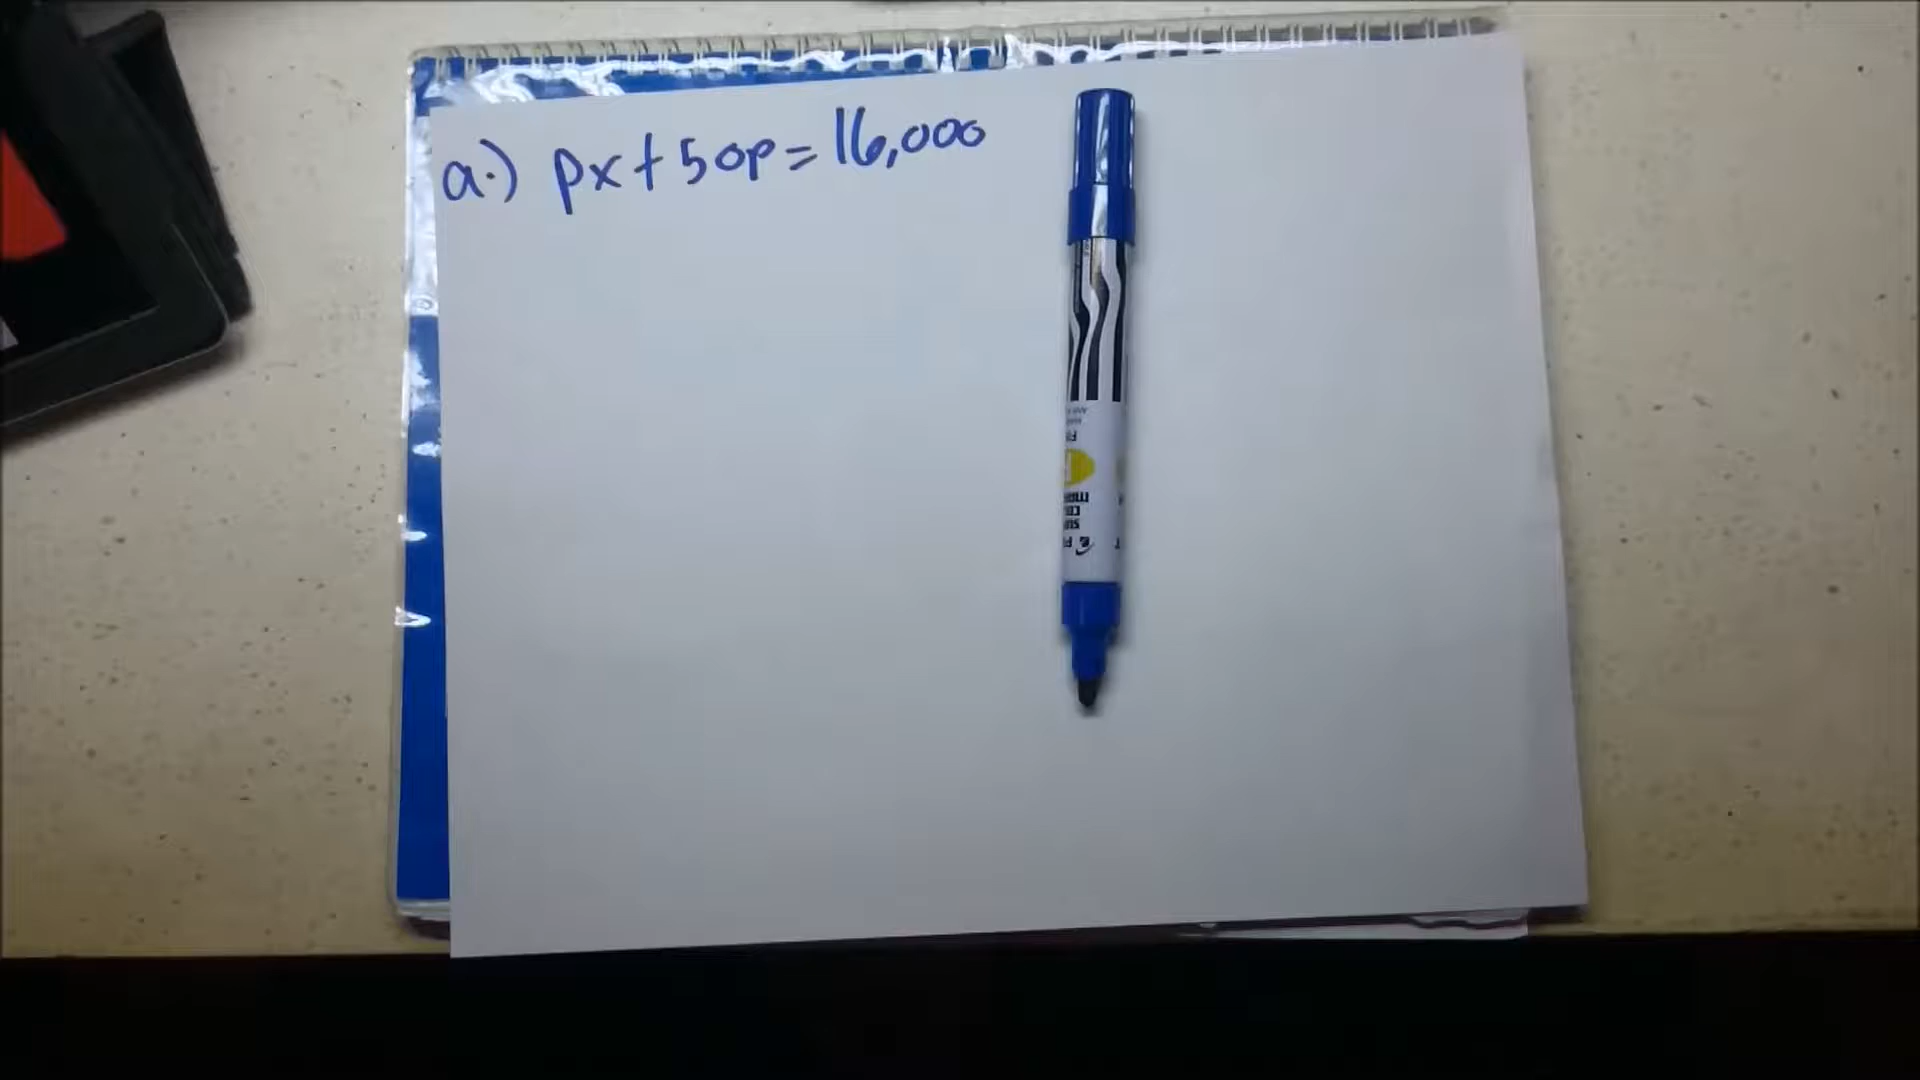 a.) px + 50p = 16,000